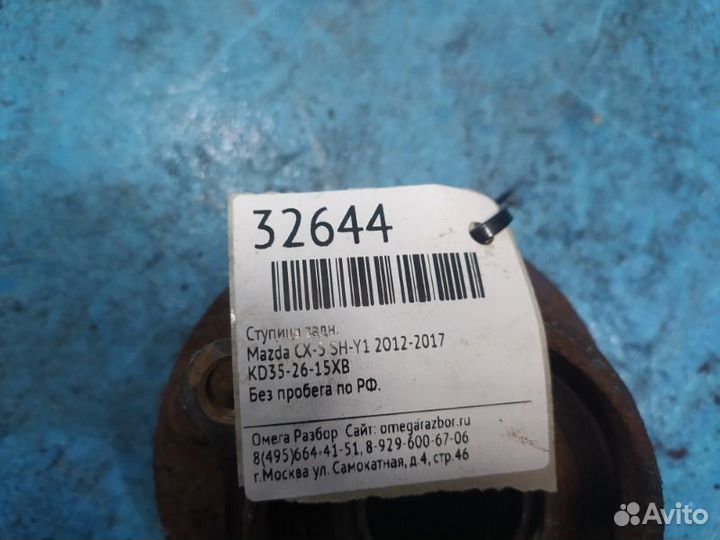 32644
Ступица задн.
Mazda CX-5 SH-Y1 2012-2017
KD35-26-15XB
Без пробега по РФ.
Омега Разбор Сайт: omegarazbor.ru
8(495)664-41-51, 8-929-600-67-06
г.Москва ул. Самокатная, д.4, стр.46
Avito